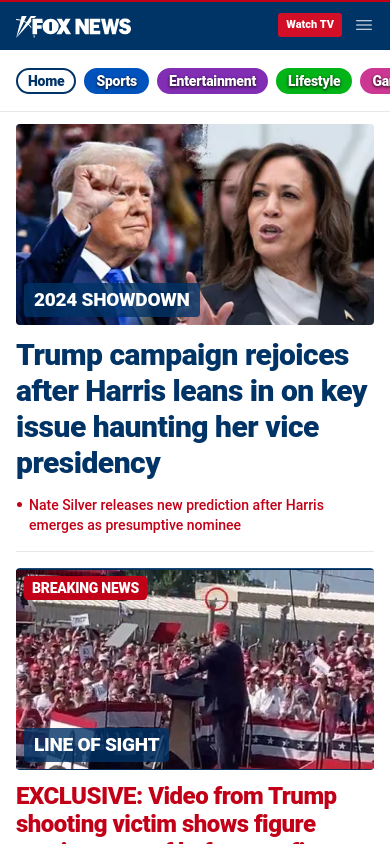 FOX NEWS
Watch TV
Home
Sports
Entertainment
Lifestyle
2024 SHOWDOWN
Trump campaign rejoices
after Harris leans in on key
issue haunting her vice
presidency
• Nate Silver releases new prediction after Harris
emerges as presumptive nominee
BREAKING NEWS
LINE OF SIGHT
EXCLUSIVE: Video from Trump
shooting victim shows figure